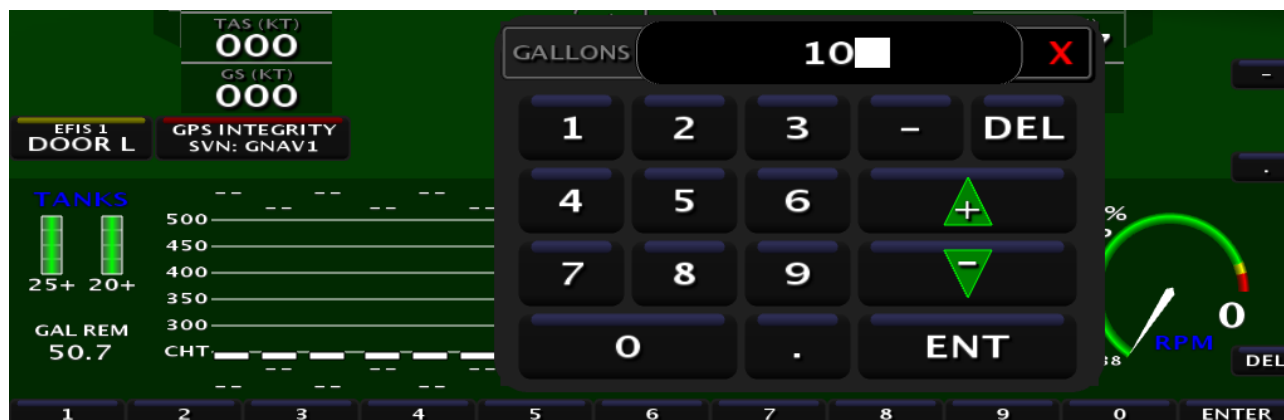 TAS (KT)
000
GS (KT)
000
EFIS 1
DOOR L
GPS INTEGRITY
SVN: GNAV1
GALLONS 10 X
1 2 3 - DEL
4 5 6 +
7 8 9 -
0 . ENT
-
.
TANKS
25+ 20+
GAL REM
50.7
-- -- --
-- -- --
500
450
400
350
300
CHT
-- -- --
-- -- --
%
0
RPM
DEL
1 2 3 4 5 6 7 8 9 0 ENTER